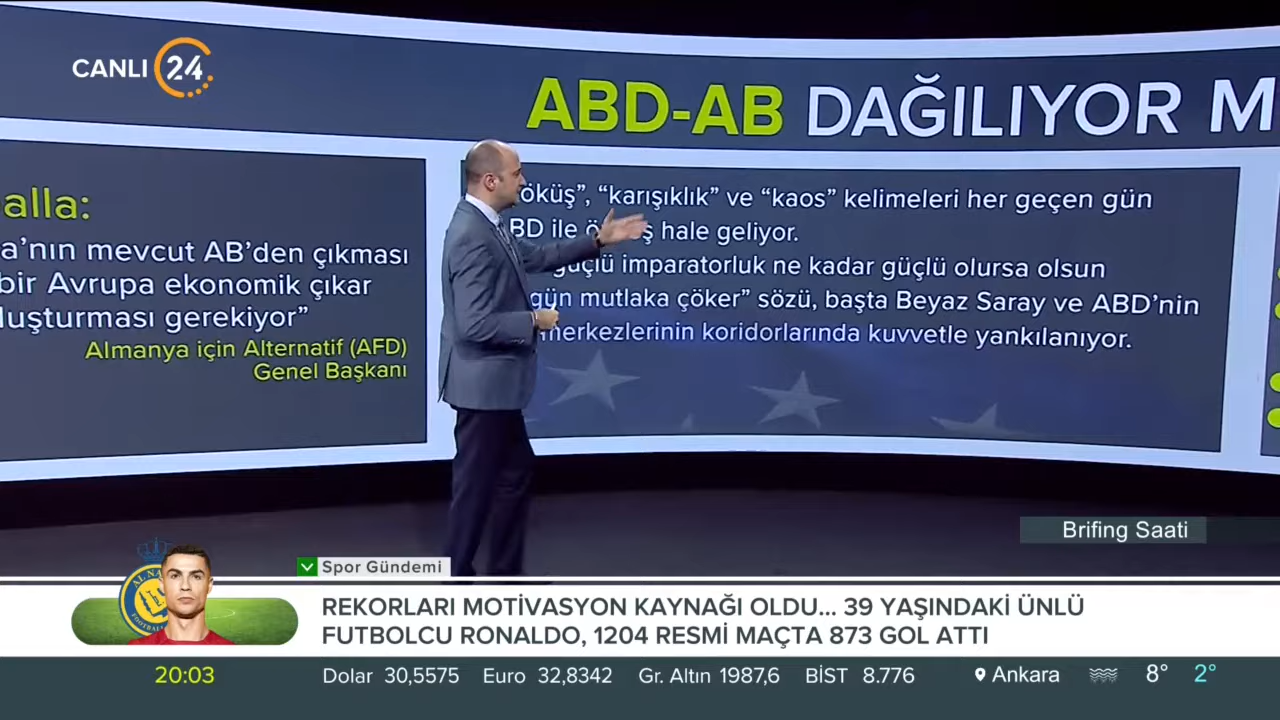 CANLI 24
ABD-AB DAĞILIYOR M
alla:
a’nın mevcut AB’den çıkması
bir Avrupa ekonomik çıkar
luşturması gerekiyor”
Almanya için Alternatif (AFD)
Genel Başkanı
öküş”, “karışıklık” ve “kaos” kelimeleri her geçen gün
BD ile hale geliyor.
güçlü imparatorluk ne kadar güçlü olursa olsun
gün mutlaka çöker” sözü, başta Beyaz Saray ve ABD’nin
merkezlerinin koridorlarında kuvvetle yankılanıyor.
Brifing Saati
Spor Gündemi
REKORLARI MOTİVASYON KAYNAĞI OLDU... 39 YAŞINDAKİ ÜNLÜ
FUTBOLCU RONALDO, 1204 RESMİ MAÇTA 873 GOL ATTI
20:03 Dolar 30,5575 Euro 32,8342 Gr. Altın 1987,6 BİST 8.776 Ankara 8° 2°